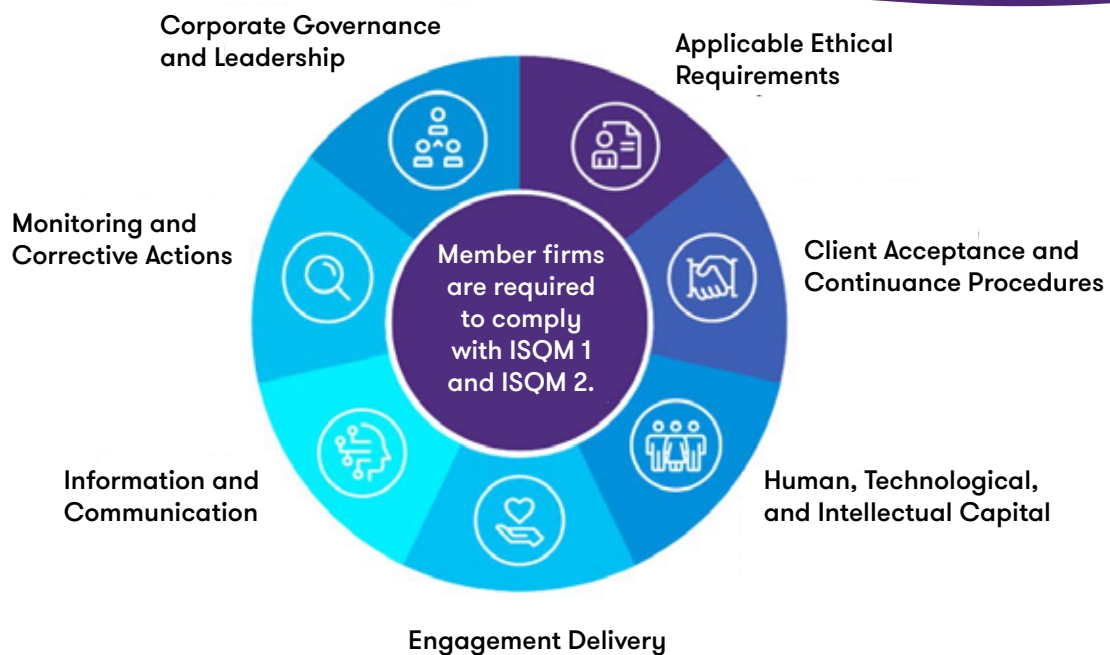 Corporate Governance
and Leadership
Applicable Ethical
Requirements
Monitoring and
Corrective Actions
Member firms
are required
to comply
with ISQM 1
and ISQM 2.
Client Acceptance and
Continuance Procedures
Information and
Communication
Human, Technological,
and Intellectual Capital
Engagement Delivery